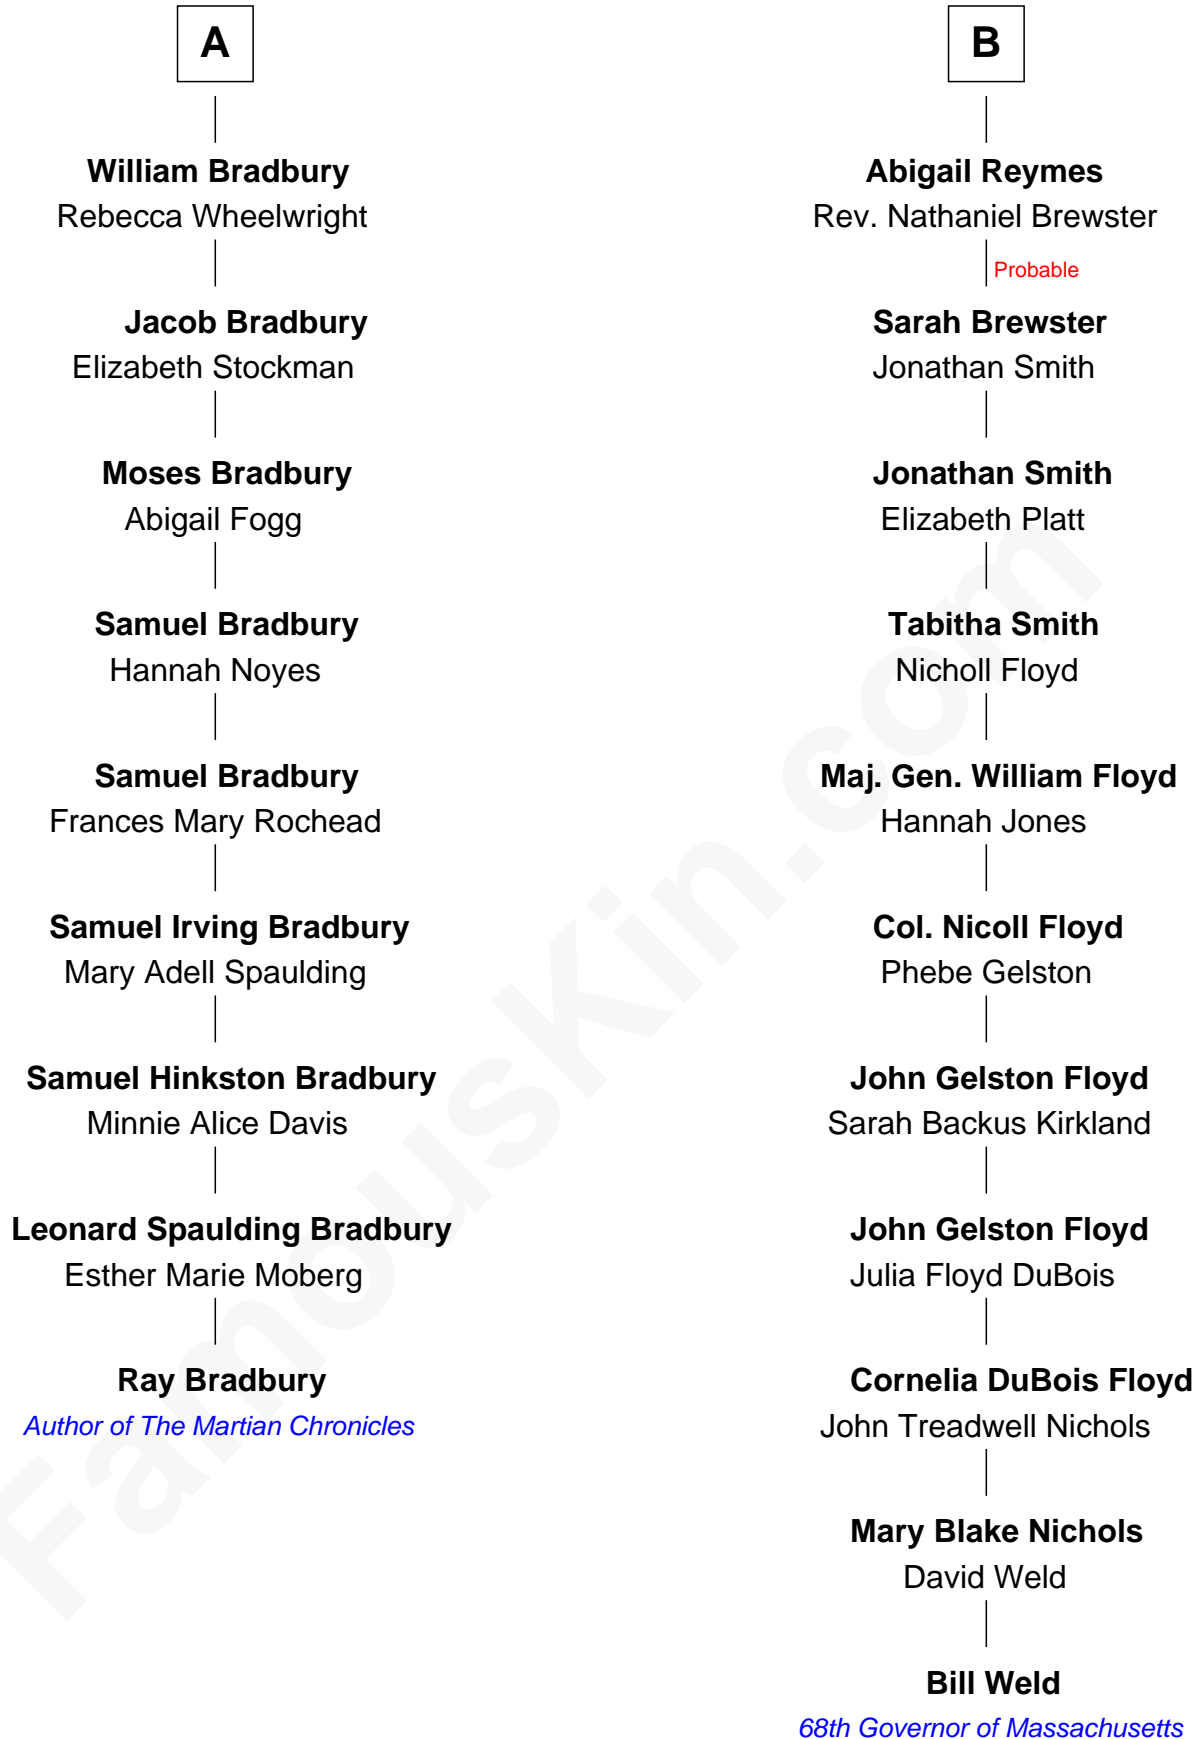 A
William Bradbury
Rebecca Wheelwright
Jacob Bradbury
Elizabeth Stockman
Moses Bradbury
Abigail Fogg
Samuel Bradbury
Hannah Noyes
Samuel Bradbury
Frances Mary Rochead
Samuel Irving Bradbury
Mary Adell Spaulding
Samuel Hinkston Bradbury
Minnie Alice Davis
Leonard Spaulding Bradbury
Esther Marie Moberg
Ray Bradbury
Author of The Martian Chronicles
B
Abigail Reymes
Rev. Nathaniel Brewster
Probable
Sarah Brewster
Jonathan Smith
Jonathan Smith
Elizabeth Platt
Tabitha Smith
Nicholl Floyd
Maj. Gen. William Floyd
Hannah Jones
Col. Nicoll Floyd
Phebe Gelston
John Gelston Floyd
Sarah Backus Kirkland
John Gelston Floyd
Julia Floyd DuBois
Cornelia DuBois Floyd
John Treadwell Nichols
Mary Blake Nichols
David Weld
Bill Weld
68th Governor of Massachusetts
FamousKin.com